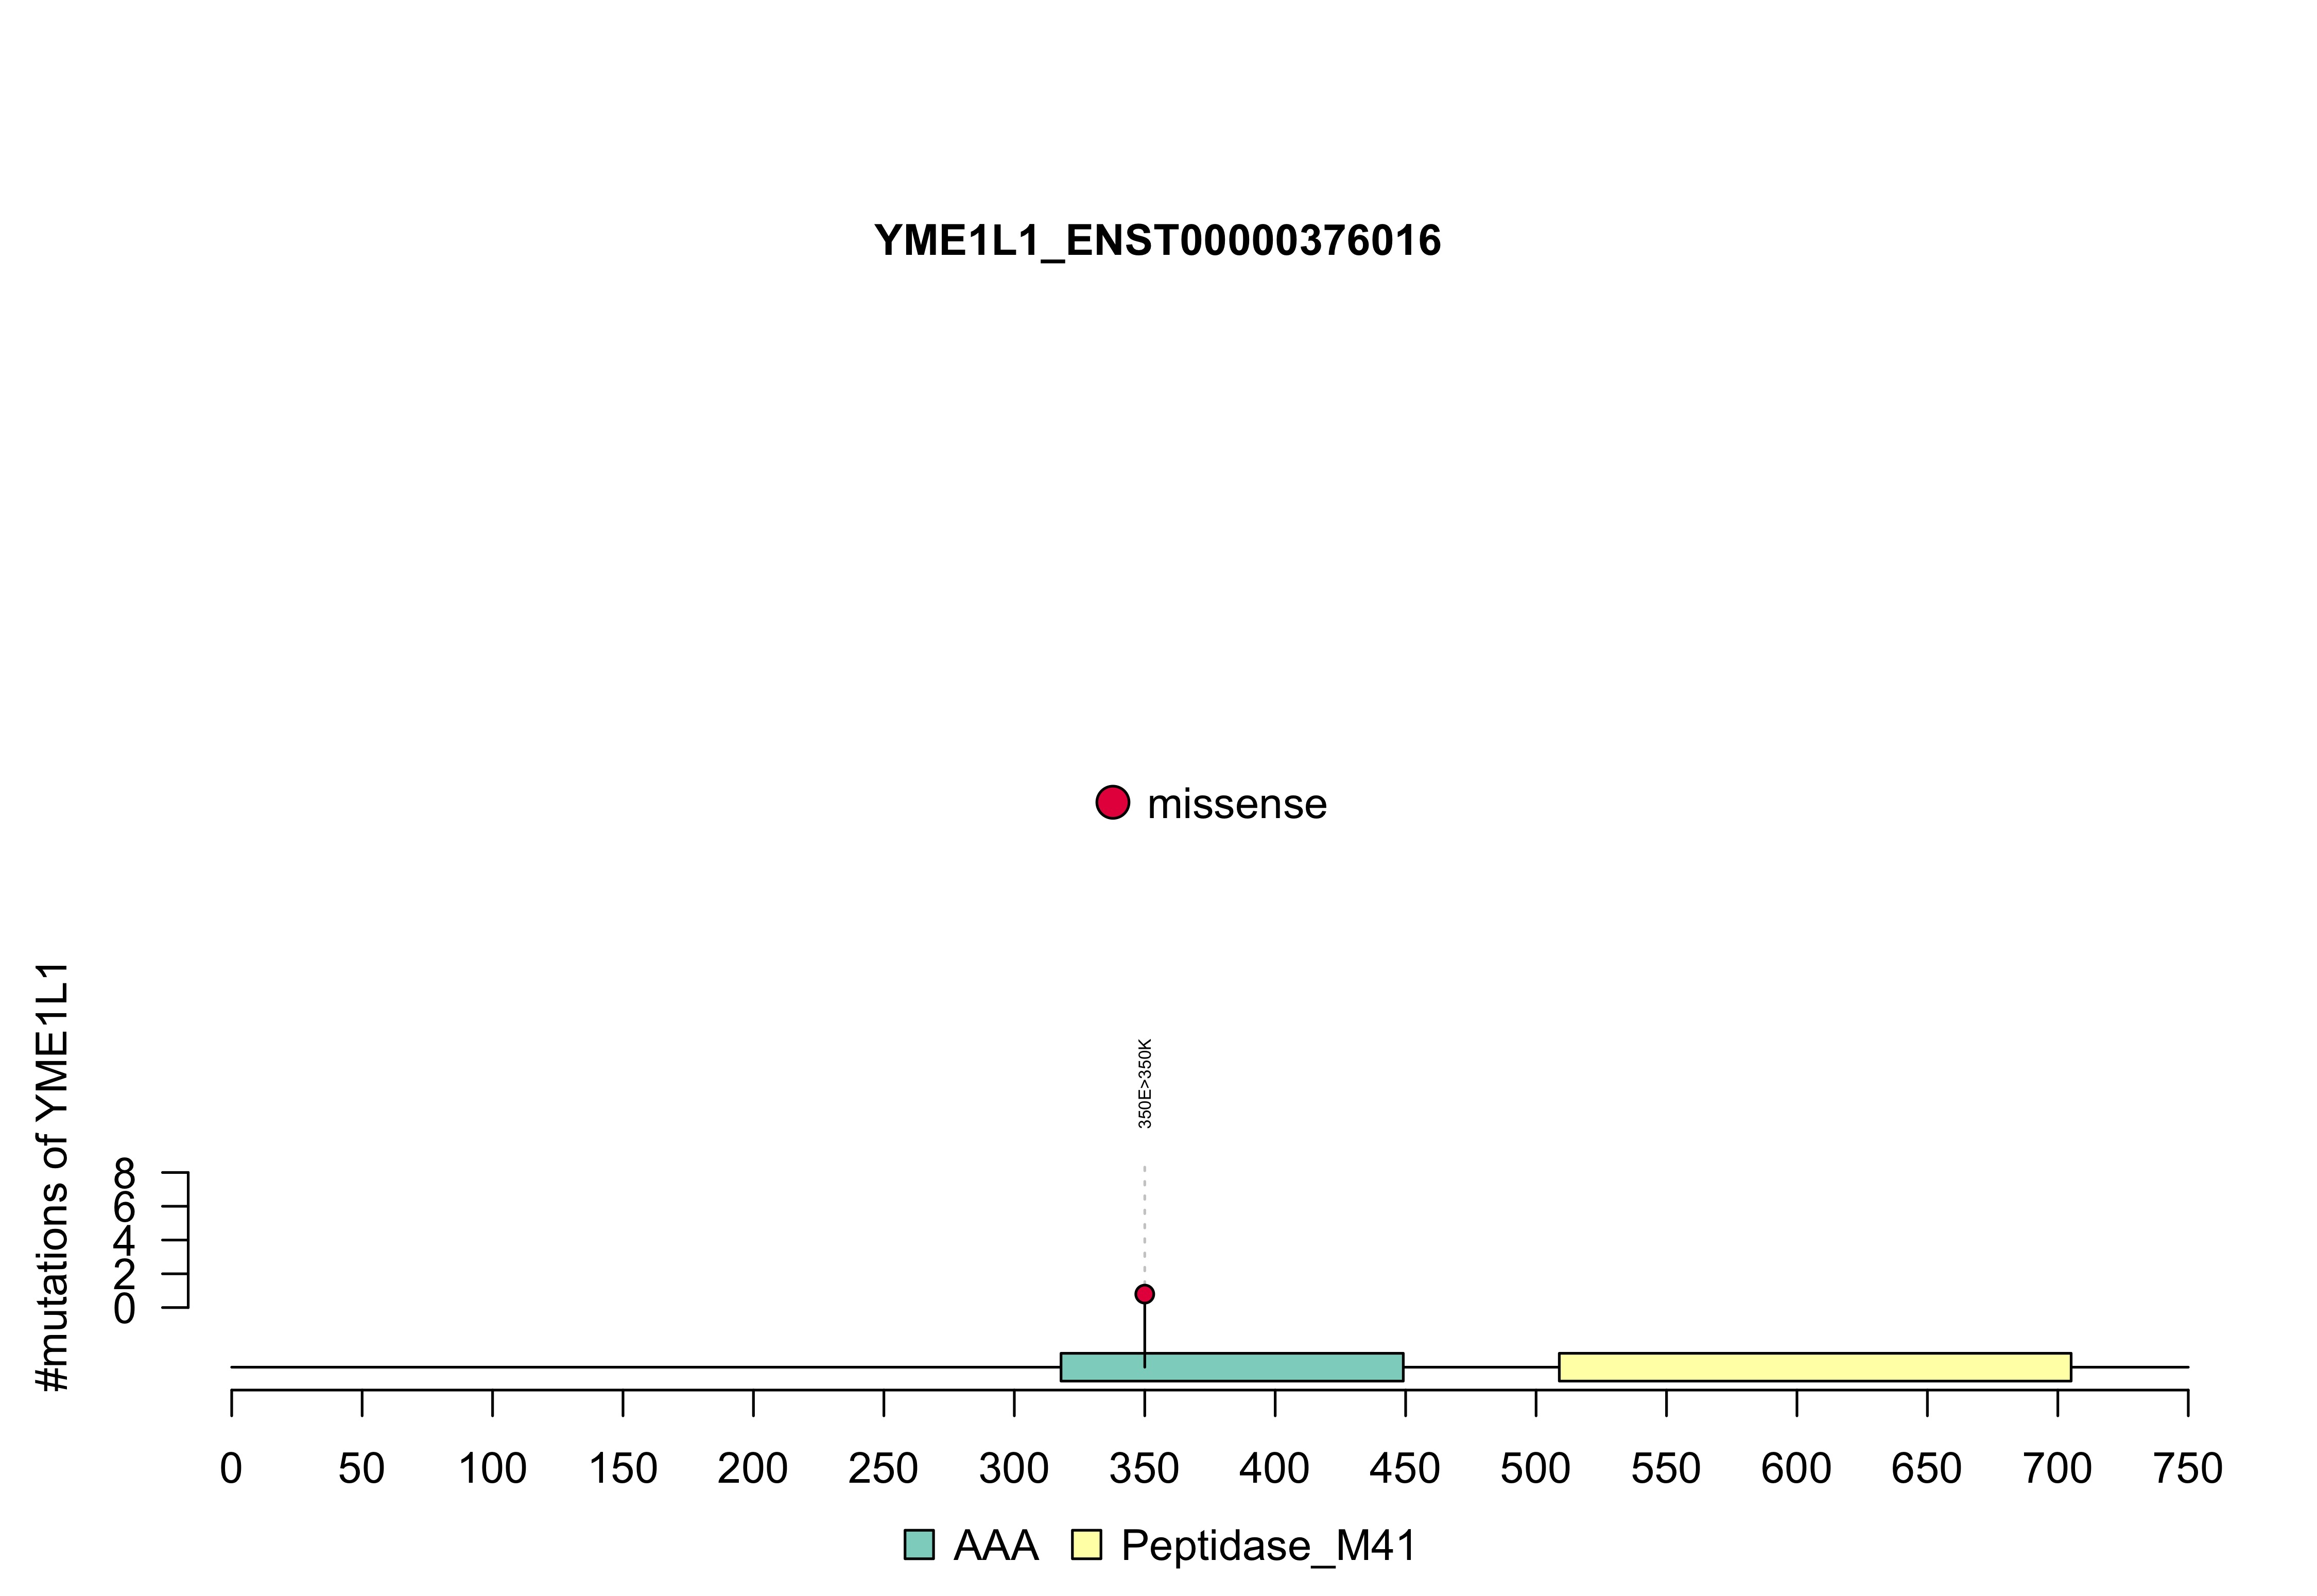 YME1L1_ENST00000376016
missense
#mutations of YME1L1
350E>350K
8
6
4
2
0
0 50 100 150 200 250 300 350 400 450 500 550 600 650 700 750
AAA Peptidase_M41